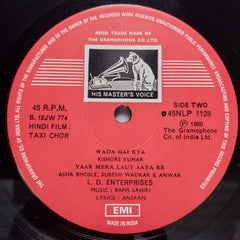 REGD. TRADE MARK OF
THE GRAMOPHONE CO. LTD.
HIS MASTER'S VOICE
45 R.P.M.
B. 18JW 774
HINDI FILM :
TAXI CHOR
SIDE TWO
45NLP 1128
℗ 1980
The Gramophone
Co. of India Ltd.
WADA HAI KYA
KISHORE KUMAR
YAAR MERA LAUT AAYA RE
ASHA BHOSLE, SURESH WADKAR & ANWAR
I. D. ENTERPRISES
MUSIC : BAPPI LAHIRI
LYRICS : ANJAAN
EMI
MADE IN INDIA